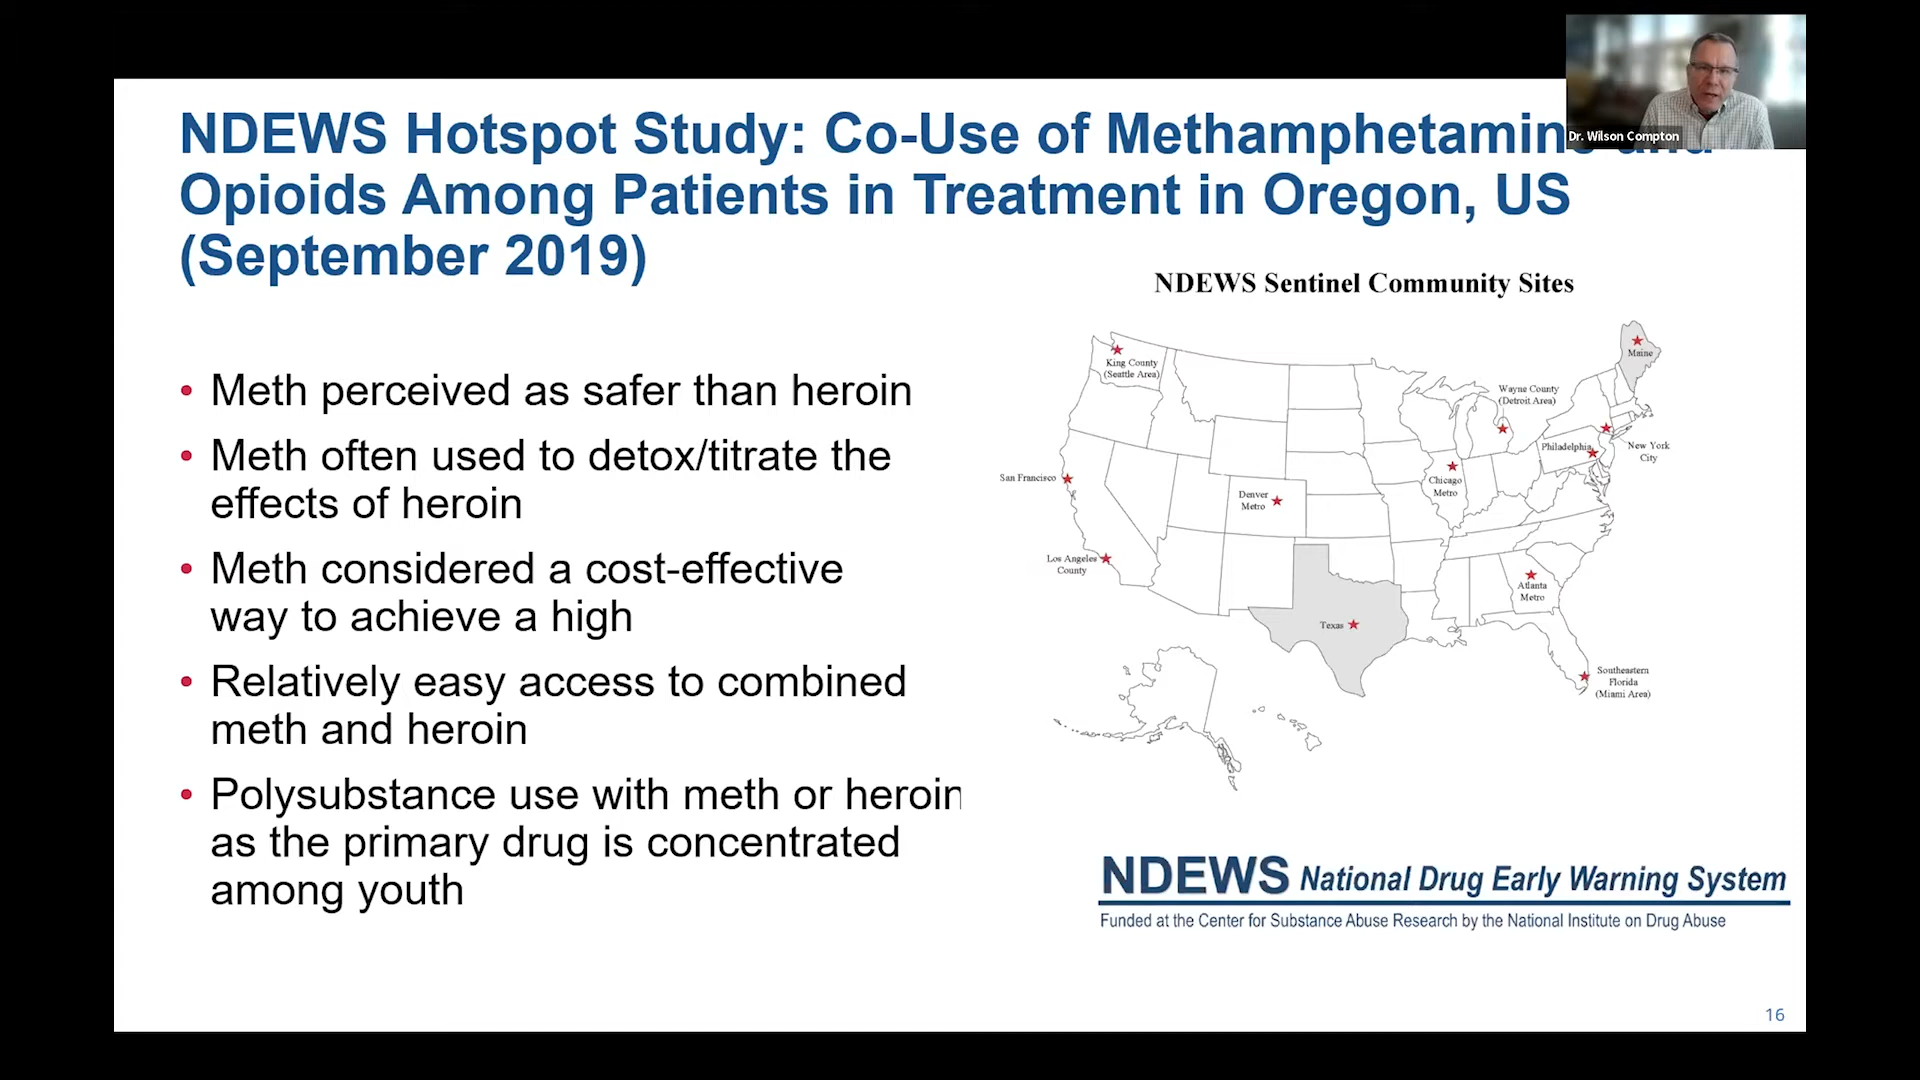 Dr. Wilson Compton
NDEWS Hotspot Study: Co-Use of Methamphetamine and
Opioids Among Patients in Treatment in Oregon, US
(September 2019)
• Meth perceived as safer than heroin
• Meth often used to detox/titrate the
effects of heroin
• Meth considered a cost-effective
way to achieve a high
• Relatively easy access to combined
meth and heroin
• Polysubstance use with meth or heroin
as the primary drug is concentrated
among youth
NDEWS Sentinel Community Sites
King County
(Seattle Area)
Maine
Wayne County
(Detroit Area)
Philadelphia
New York
City
San Francisco
Chicago
Metro
Denver
Metro
Los Angeles
County
Atlanta
Metro
Texas
Southeastern
Florida
(Miami Area)
NDEWS National Drug Early Warning System
Funded at the Center for Substance Abuse Research by the National Institute on Drug Abuse
16